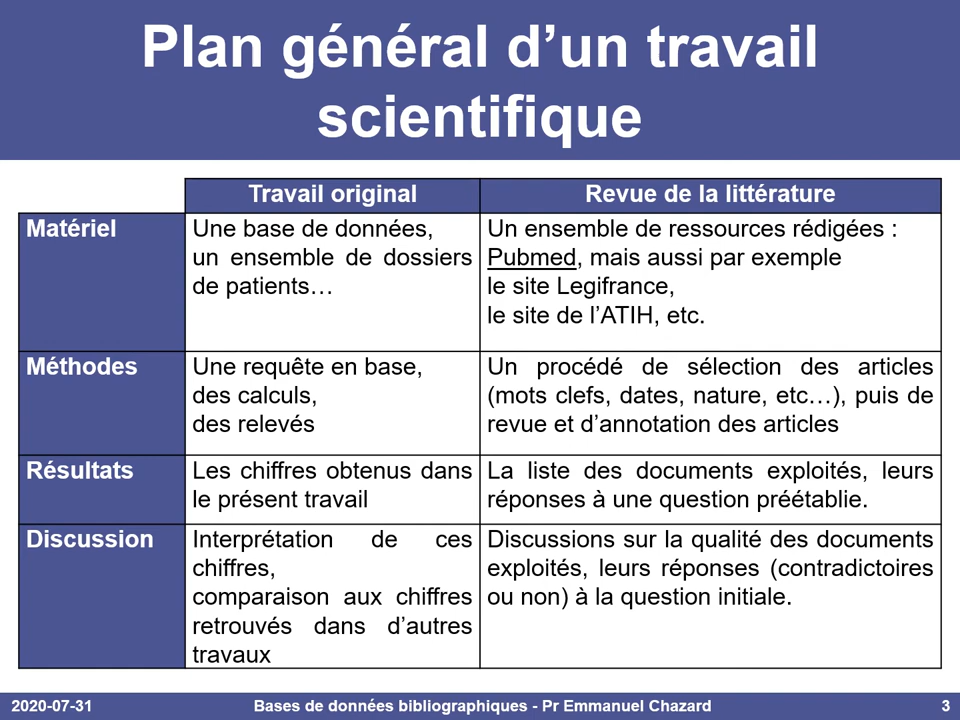 Plan général d’un travail
scientifique
Travail original
Revue de la littérature
Matériel
Une base de données,
un ensemble de dossiers
de patients…
Un ensemble de ressources rédigées :
Pubmed, mais aussi par exemple
le site Legifrance,
le site de l’ATIH, etc.
Méthodes
Une requête en base,
des calculs,
des relevés
Un procédé de sélection des articles
(mots clefs, dates, nature, etc…), puis de
revue et d’annotation des articles
Résultats
Les chiffres obtenus dans
le présent travail
La liste des documents exploités, leurs
réponses à une question préétablie.
Discussion
Interprétation de ces
chiffres,
comparaison aux chiffres
retrouvés dans d’autres
travaux
Discussions sur la qualité des documents
exploités, leurs réponses (contradictoires
ou non) à la question initiale.
2020-07-31
Bases de données bibliographiques - Pr Emmanuel Chazard
3